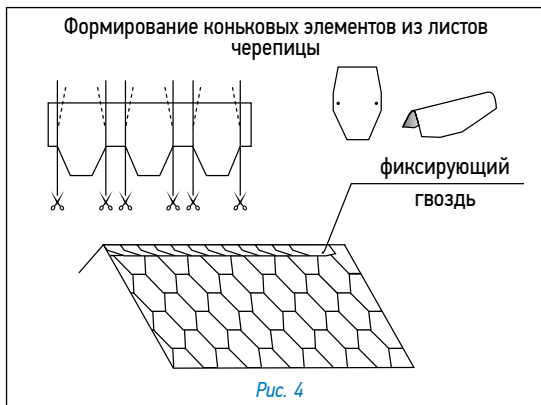 Формирование коньковых элементов из листов
черепицы
фиксирующий
гвоздь
Рис. 4